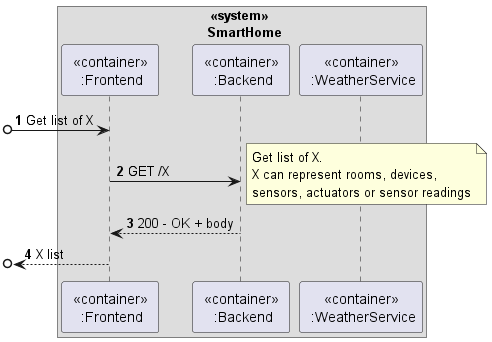 «system»
SmartHome
«container»
:Frontend
«container»
:Backend
«container»
:WeatherService
1 Get list of X
Get list of X.
X can represent rooms, devices,
sensors, actuators or sensor readings
2 GET /X
3 200 - OK + body
4 X list
«container»
:Frontend
«container»
:Backend
«container»
:WeatherService